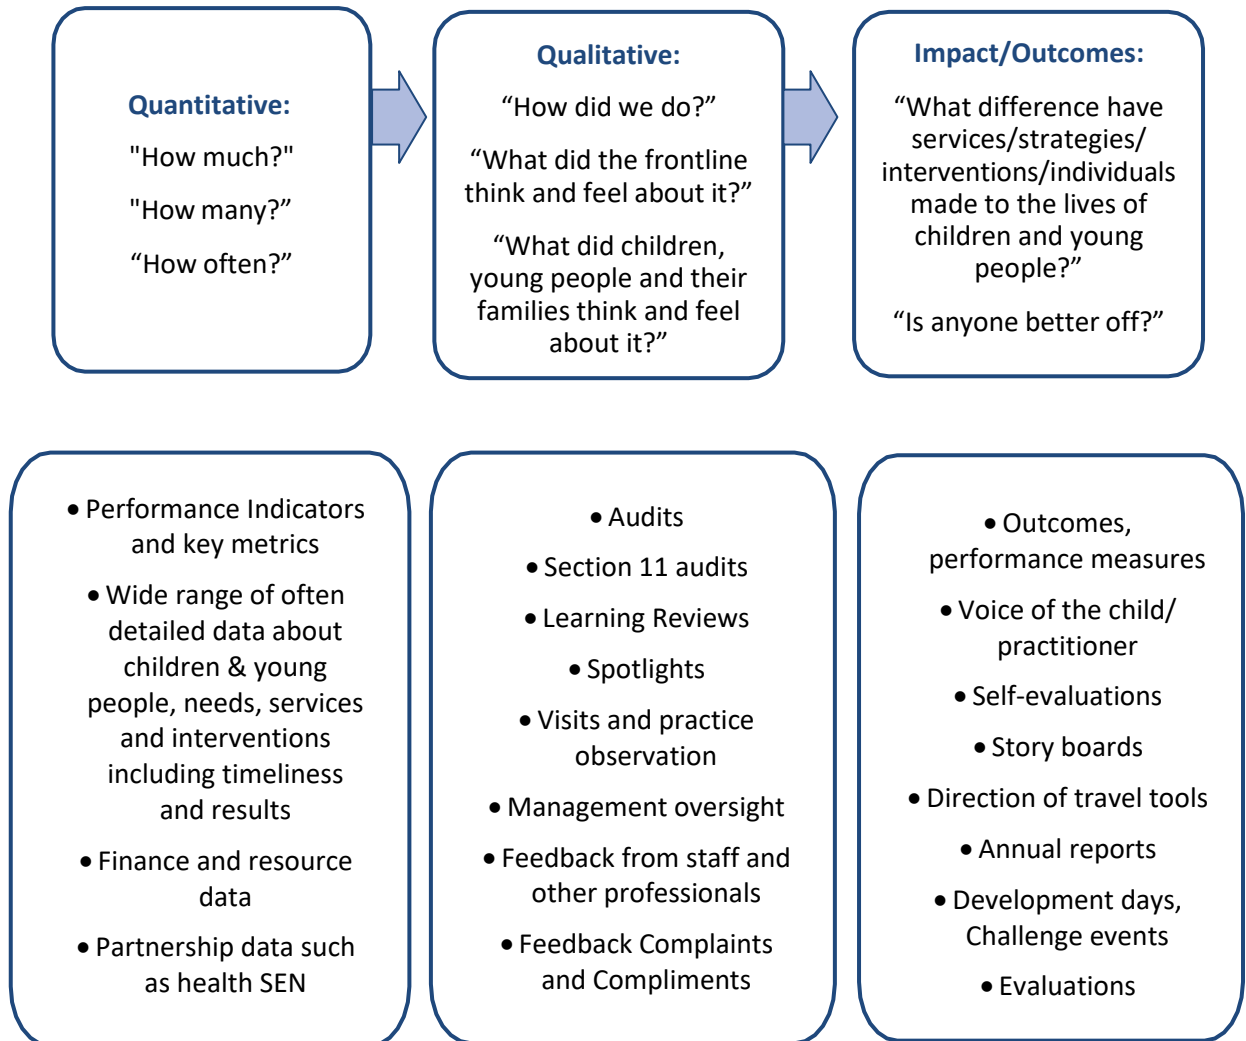 Quantitative:
"How much?"
"How many?”
“How often?”
Qualitative:
“How did we do?”
“What did the frontline
think and feel about it?”
“What did children,
young people and their
families think and feel
about it?”
Impact/Outcomes:
“What difference have
services/strategies/
interventions/individuals
made to the lives of
children and young
people?”
“Is anyone better off?”
• Performance Indicators
and key metrics
• Wide range of often
detailed data about
children & young
people, needs, services
and interventions
including timeliness
and results
• Finance and resource
data
• Partnership data such
as health SEN
• Audits
• Section 11 audits
• Learning Reviews
• Spotlights
• Visits and practice
observation
• Management oversight
• Feedback from staff and
other professionals
• Feedback Complaints
and Compliments
• Outcomes,
performance measures
• Voice of the child/
practitioner
• Self-evaluations
• Story boards
• Direction of travel tools
• Annual reports
• Development days,
Challenge events
• Evaluations